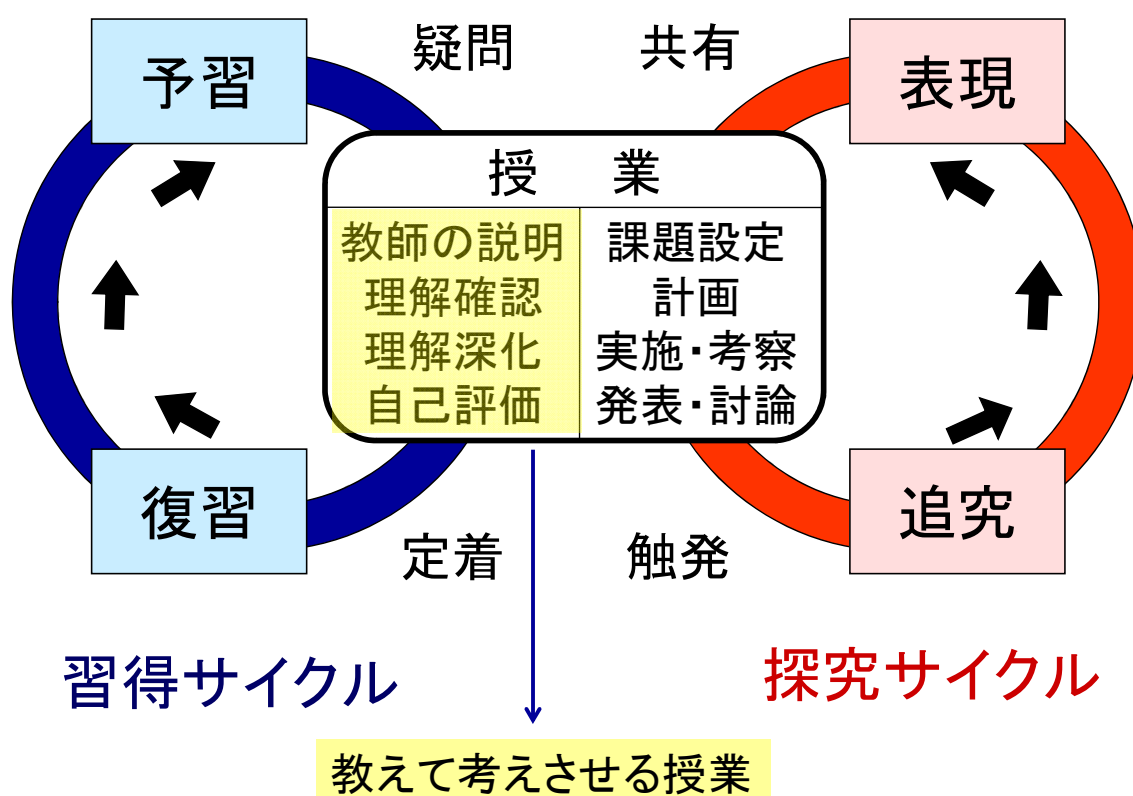 予習
疑問
共有
表現
授　業
教師の説明
理解確認
理解深化
自己評価
課題設定
計画
実施・考察
発表・討論
復習
定着
触発
追究
習得サイクル
探究サイクル
教えて考えさせる授業